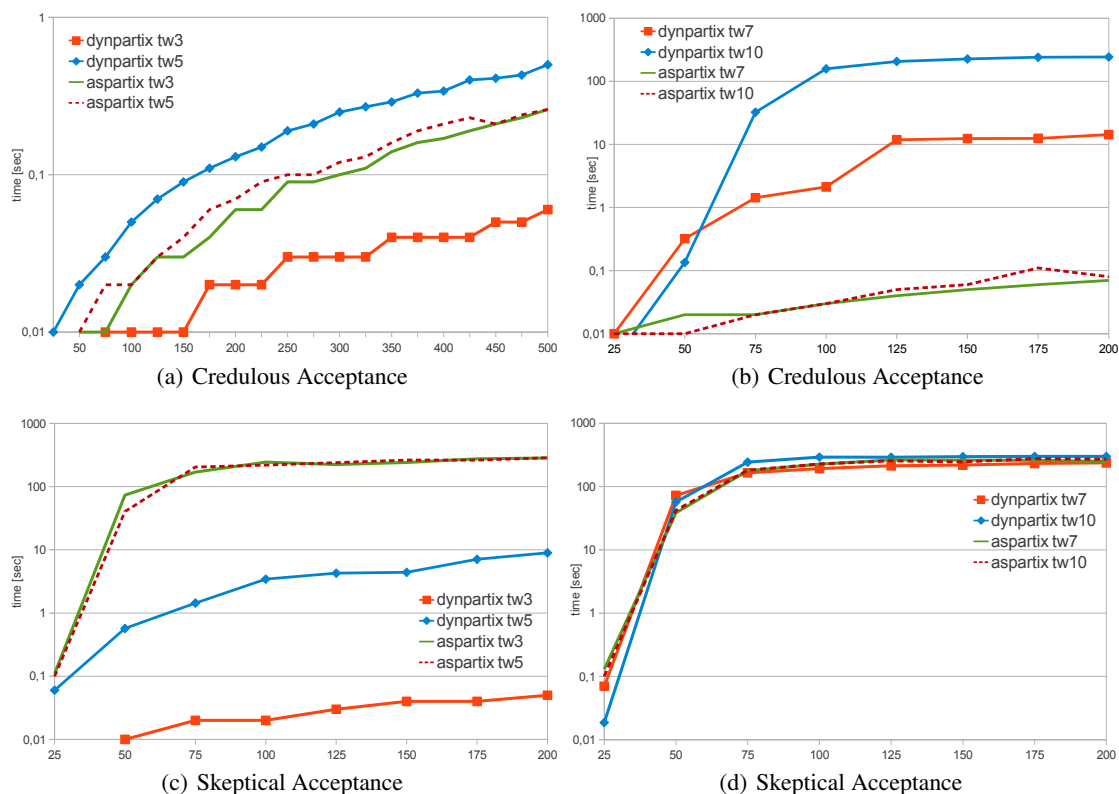 1
dynpartix tw3
dynpartix tw5
aspartix tw3
aspartix tw5
time [sec]
0,1
0,01
50 100 150 200 250 300 350 400 450 500
(a) Credulous Acceptance
1000
dynpartix tw7
dynpartix tw10
aspartix tw7
aspartix tw10
time [sec]
100
10
1
0,1
0,01
25 50 75 100 125 150 175 200
(b) Credulous Acceptance
1000
100
time [sec]
10
1
0,1
0,01
dynpartix tw3
dynpartix tw5
aspartix tw3
aspartix tw5
25 50 75 100 125 150 175 200
(c) Skeptical Acceptance
1000
100
time [sec]
10
1
0,1
0,01
dynpartix tw7
dynpartix tw10
aspartix tw7
aspartix tw10
25 50 75 100 125 150 175 200
(d) Skeptical Acceptance